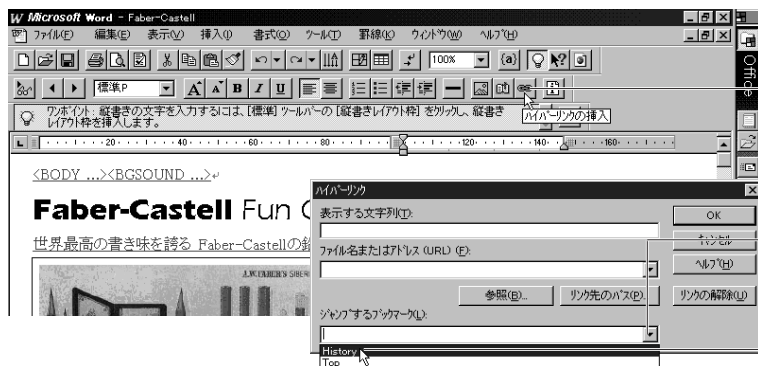 Microsoft Word - Faber-Castell
ファイル(F) 編集(E) 表示(V) 挿入(I) 書式(O) ツール(T) 罫線(K) ウィンドウ(W) ヘルプ(H)
100% {a}
Office
標準,P A A B I U
ハイパーリンクの挿入
ワンポイント: 縦書きの文字を入力するには、[標準] ツールバーの [縦書きレイアウト枠] をクリックし、縦書き
レイアウト枠を挿入します。
20 40 60 80 120 140 160
<BODY ...><BGSOUND ...>
Faber-Castell Fun
世界最高の書き味を誇る Faber-Castellの
ハイパーリンク
表示する文字列(T):
OK
キャンセル
ファイル名またはアドレス (URL) (F):
ヘルプ(H)
参照(B)... リンク先のパス(P)... リンクの解除(U)
ジャンプするブックマーク(L):
History
Top